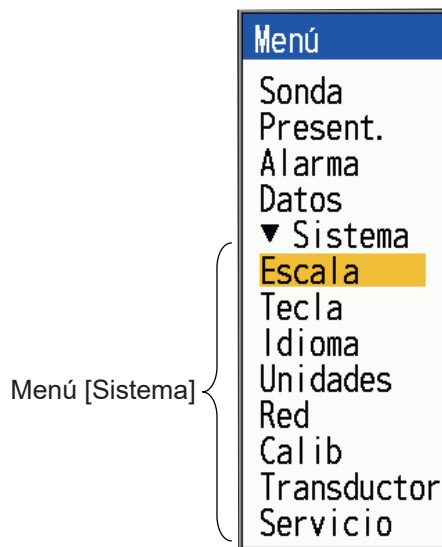 Menú
Sonda
Present.
Alarma
Datos
▼ Sistema
Escala
Tecla
Idioma
Menú [Sistema]
Unidades
Red
Calib
Transductor
Servicio